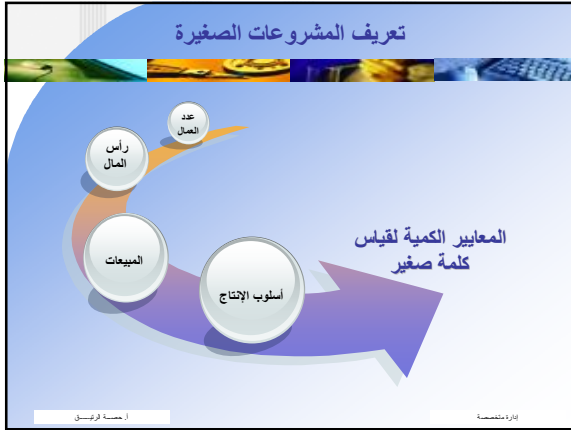 تعريف المشروعات الصغيرة
عدد
العمال
رأس
المال
المبيعات
أسلوب الإنتاج
المعايير الكمية لقياس
كلمة صغير
إدارة متخصصة